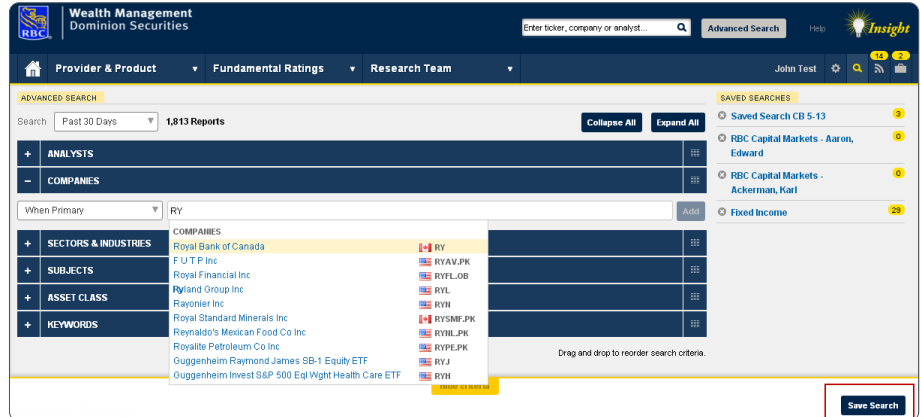 Wealth Management
Dominion Securities
RBC
Enter ticker, company or analyst...
Advanced Search
Help
Insight
Provider & Product
Fundamental Ratings
Research Team
John Test
14
2
ADVANCED SEARCH
Search
Past 30 Days
1,813 Reports
Collapse All
Expand All
+ ANALYSTS
– COMPANIES
When Primary
RY
Add
COMPANIES
Royal Bank of Canada RY
F U T P Inc RYAV.PK
Royal Financial Inc RYFL.OB
Ryland Group Inc RYL
Rayonier Inc RYN
Royal Standard Minerals Inc RYSMF.PK
Reynaldo's Mexican Food Co Inc RYNL.PK
Royalite Petroleum Co Inc RYPE.PK
Guggenheim Raymond James SB-1 Equity ETF RYJ
Guggenheim Invest S&P 500 Eql Wght Health Care ETF RYH
+ SECTORS & INDUSTRIES
+ SUBJECTS
+ ASSET CLASS
+ KEYWORDS
Drag and drop to reorder search criteria.
Hide criteria
Save Search
SAVED SEARCHES
Saved Search CB 5-13 3
RBC Capital Markets - Aaron, 0
Edward
RBC Capital Markets - 0
Ackerman, Karl
Fixed Income 29